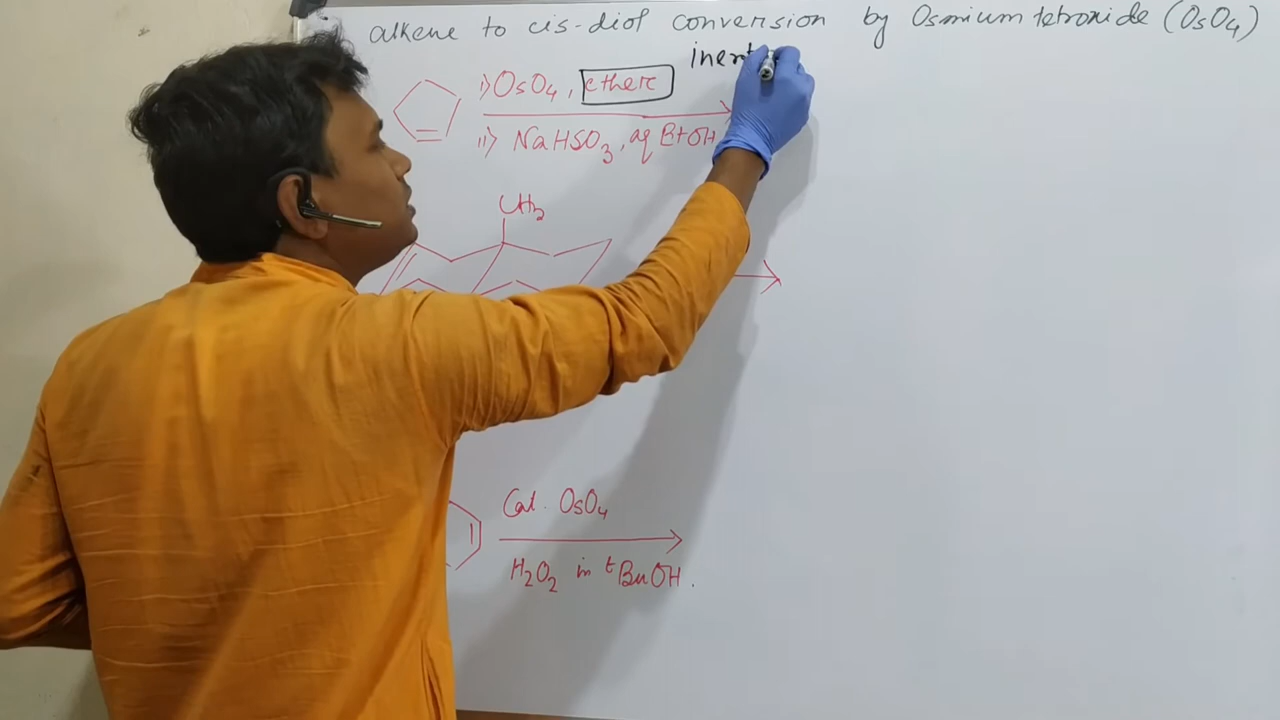 alkene to cis-diol conversion by Osmium tetroxide (OsO4)
inert
i) OsO4, ether
ii) NaHSO3, aq EtOH
CH3
Cat. OsO4
H2O2 in tBuOH.